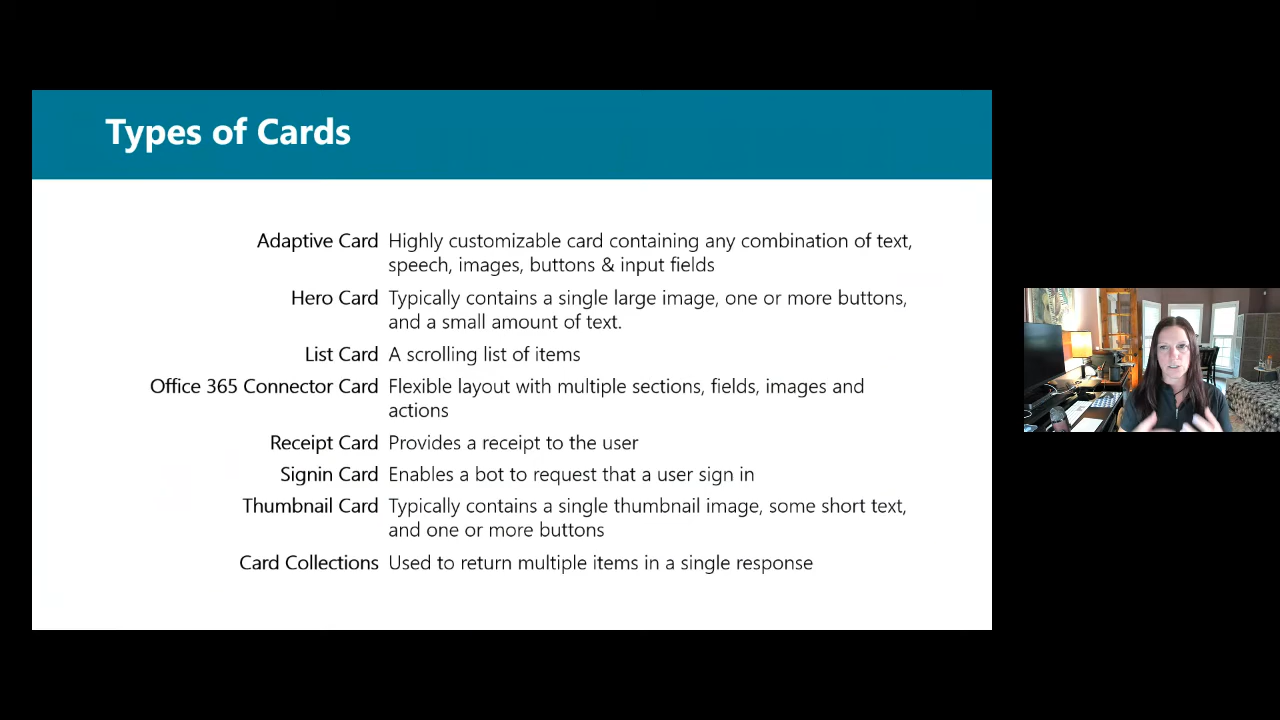 Types of Cards
Adaptive Card Highly customizable card containing any combination of text,
speech, images, buttons & input fields
Hero Card Typically contains a single large image, one or more buttons,
and a small amount of text.
List Card A scrolling list of items
Office 365 Connector Card Flexible layout with multiple sections, fields, images and
actions
Receipt Card Provides a receipt to the user
Signin Card Enables a bot to request that a user sign in
Thumbnail Card Typically contains a single thumbnail image, some short text,
and one or more buttons
Card Collections Used to return multiple items in a single response